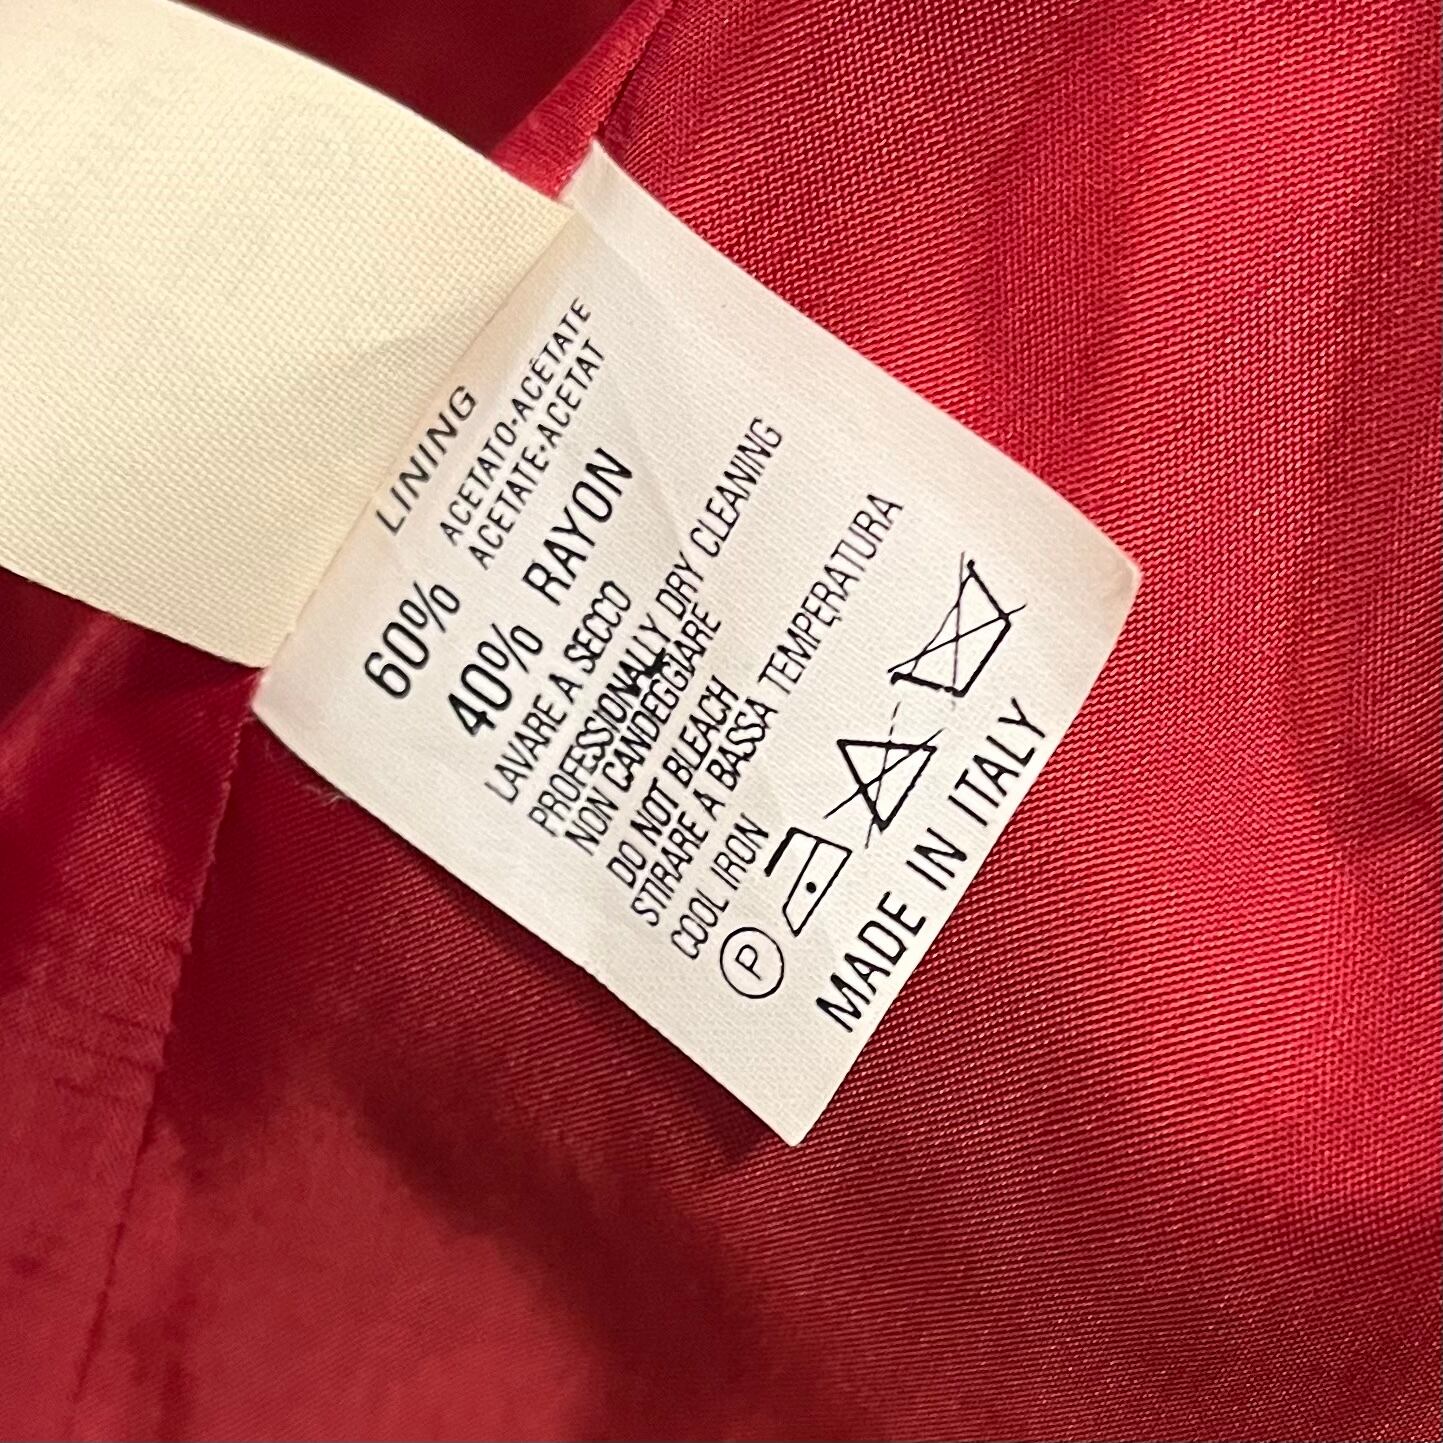 LINING
60% ACETATO·ACÉTATE
ACETATE·ACETAT
40% RAYON
LAVARE A SECCO
PROFESSIONALLY DRY CLEANING
NON CANDEGGIARE
DO NOT BLEACH
STIRARE A BASSA TEMPERATURA
COOL IRON
P
MADE IN ITALY